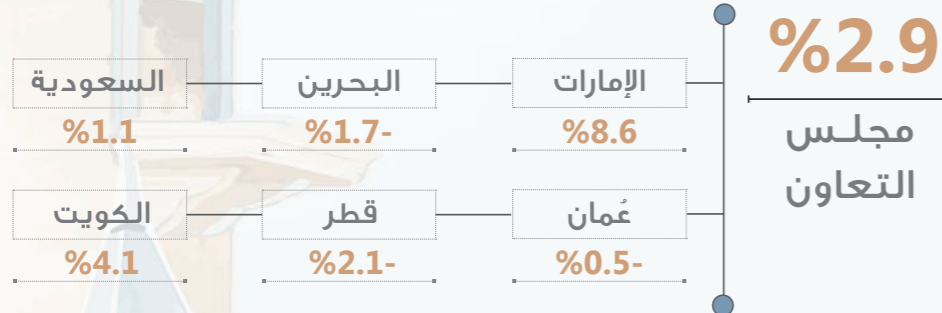 %2.9
مجلـس
التعاون
الإمارات
%8.6
البحرين
%1.7-
السعودية
%1.1
عُمان
%0.5-
قطر
%2.1-
الكويت
%4.1